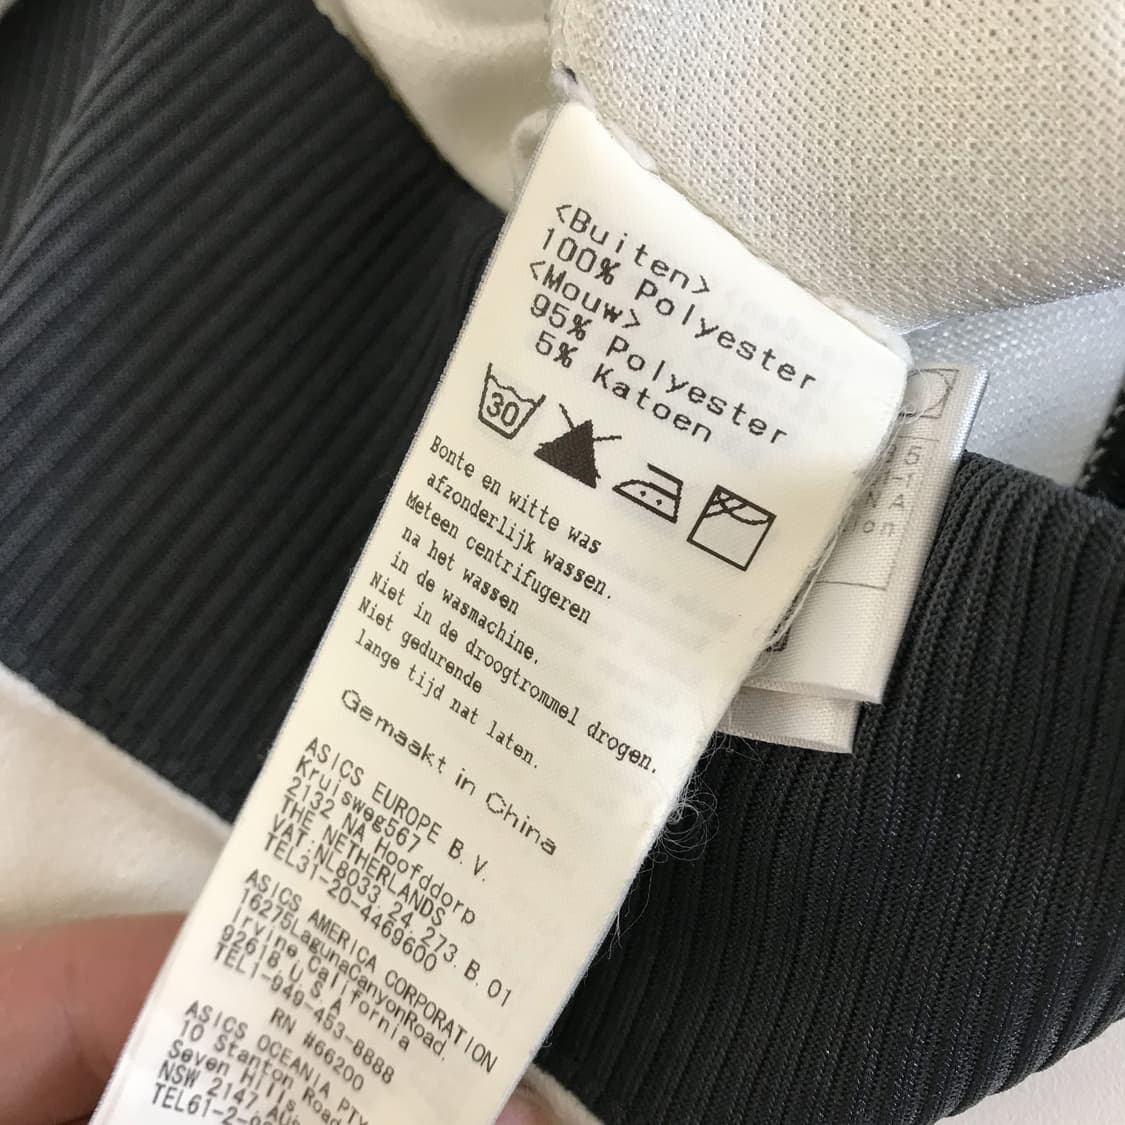 <Buiten>
100% Polyester
<Mouw>
95% Polyester
5% Katoen
30
Bonte en witte was
afzonderlijk wassen.
Meteen centrifugeren
na het wassen
in de wasmachine.
Niet in de droogtrommel drogen.
Niet gedurende
lange tijd nat laten.
Gemaakt in China
ASICS EUROPE B.V.
Kruisweg567
2132 NA Hoofddorp
THE NETHERLANDS
VAT:NL8033.24.273.B.01
TEL31-20-4469600
ASICS AMERICA CORPORATION
16275LagunaCanyonRoad,
Irvine,California
92618 U.S.A
TEL1-949-453-8888
RN #66200
ASICS OCEANIA PTY
10 Stanton Road
Seven Hills
NSW 2147 AUS
TEL61-2-